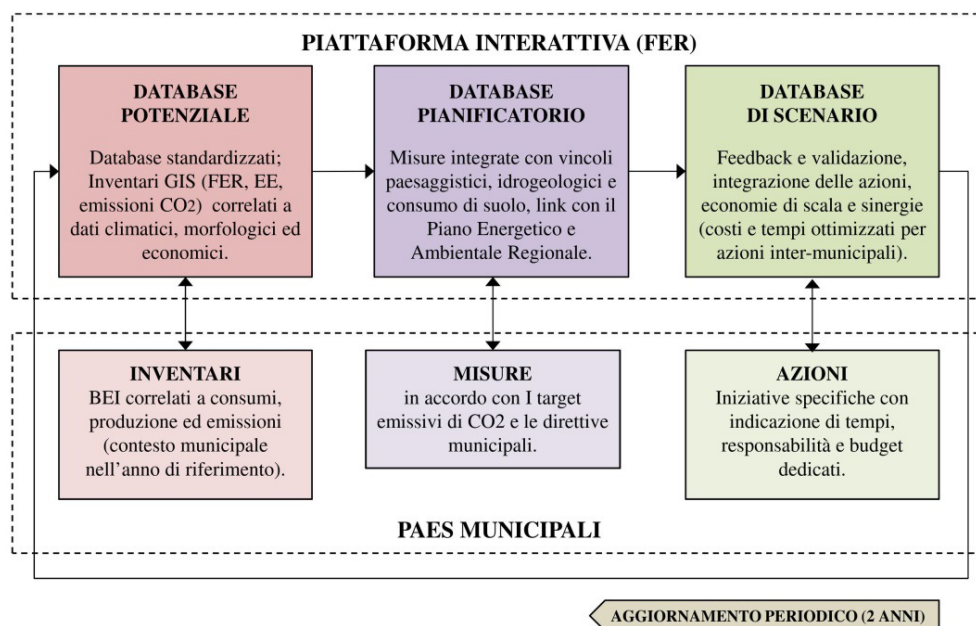 PIATTAFORMA INTERATTIVA (FER)
DATABASE
POTENZIALE
Database standardizzati;
Inventari GIS (FER, EE,
emissioni CO2) correlati a
dati climatici, morfologici ed
economici.
DATABASE
PIANIFICATORIO
Misure integrate con vincoli
paesaggistici, idrogeologici e
consumo di suolo, link con il
Piano Energetico e
Ambientale Regionale.
DATABASE
DI SCENARIO
Feedback e validazione,
integrazione delle azioni,
economie di scala e sinergie
(costi e tempi ottimizzati per
azioni inter-municipali).
INVENTARI
BEI correlati a consumi,
produzione ed emissioni
(contesto municipale
nell'anno di riferimento).
MISURE
in accordo con I target
emissivi di CO2 e le direttive
municipali.
AZIONI
Iniziative specifiche con
indicazione di tempi,
responsabilità e budget
dedicati.
PAES MUNICIPALI
AGGIORNAMENTO PERIODICO (2 ANNI)